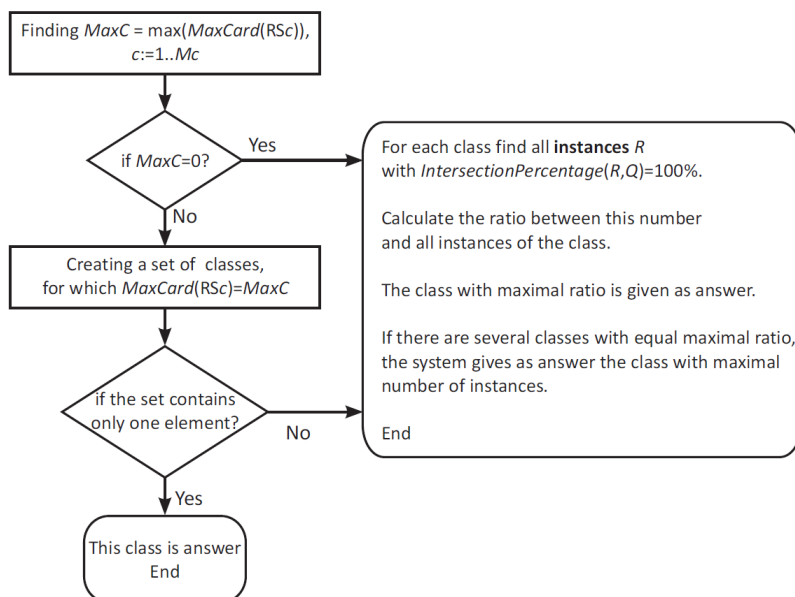 Finding MaxC = max(MaxCard(RSc)),
c:=1..Mc
if MaxC=0?
Yes
No
For each class find all instances R
with IntersectionPercentage(R,Q)=100%.
Calculate the ratio between this number
and all instances of the class.
The class with maximal ratio is given as answer.
If there are several classes with equal maximal ratio,
the system gives as answer the class with maximal
number of instances.
End
Creating a set of classes,
for which MaxCard(RSc)=MaxC
if the set contains
only one element?
No
Yes
This class is answer
End